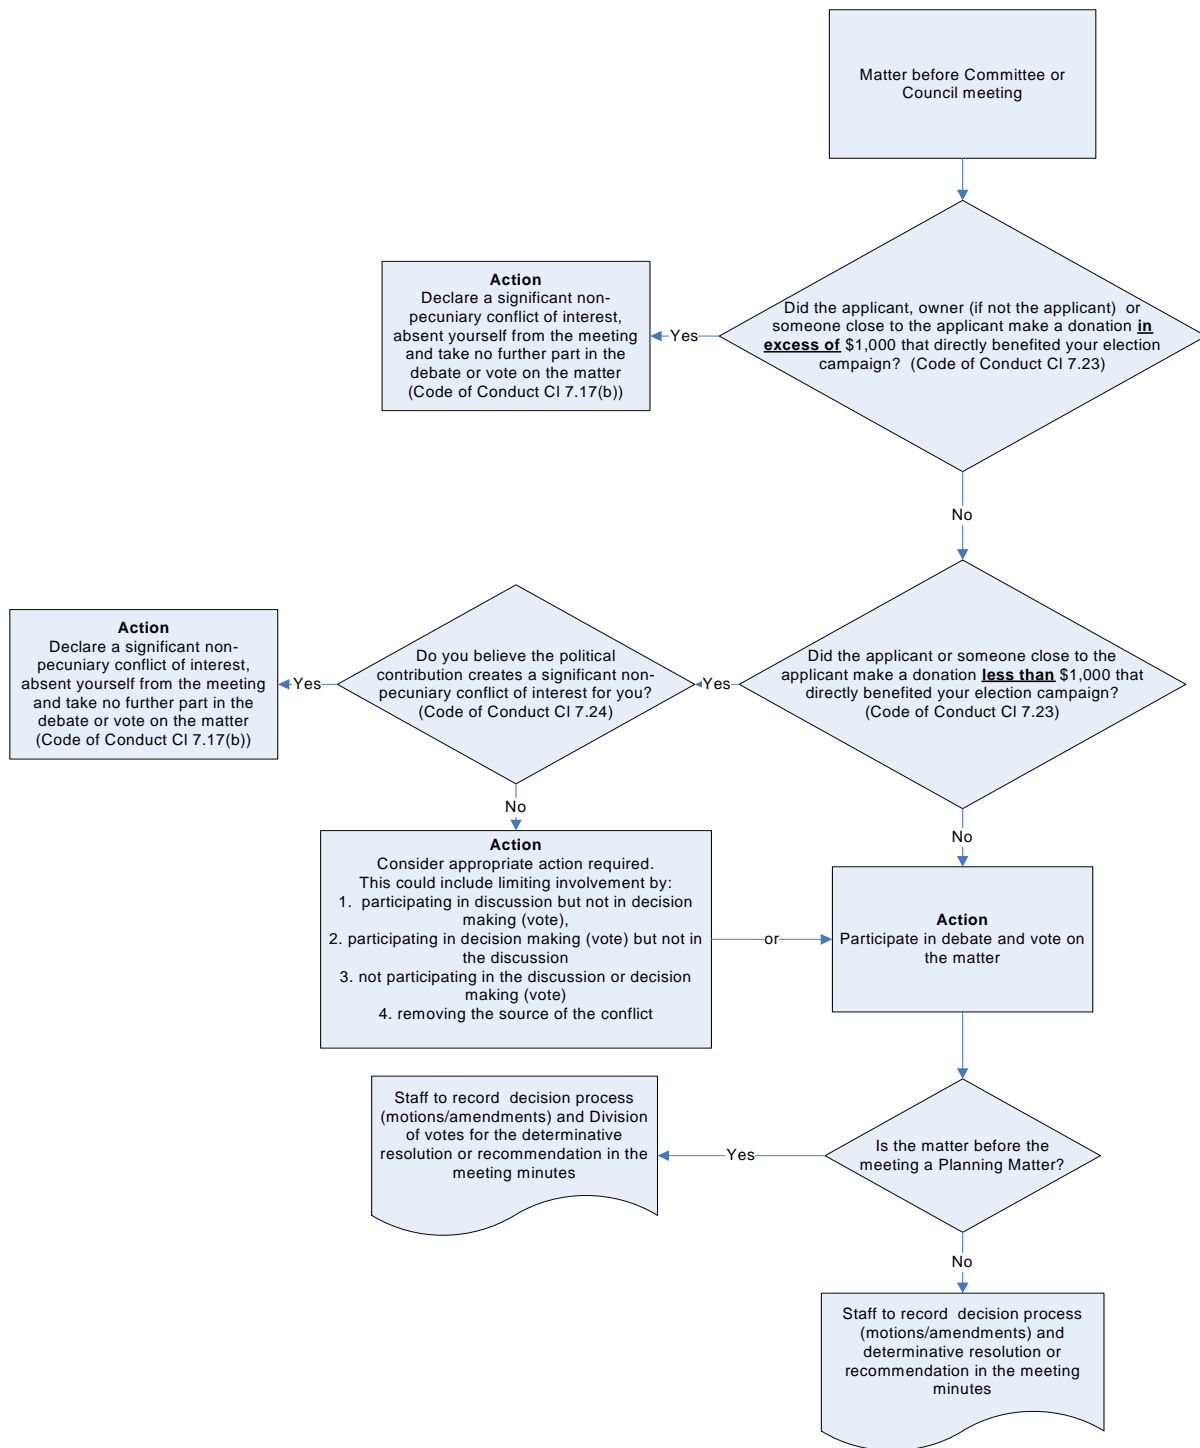 Matter before Committee or
Council meeting
Did the applicant, owner (if not the applicant)  or
someone close to the applicant make a donation in
excess of $1,000 that directly benefited your election
campaign?  (Code of Conduct Cl 7.23)
Yes
Action
Declare a significant non-
pecuniary conflict of interest,
absent yourself from the meeting
and take no further part in the
debate or vote on the matter
(Code of Conduct Cl 7.17(b))
No
Did the applicant or someone close to the
applicant make a donation less than $1,000 that
directly benefited your election campaign?
(Code of Conduct Cl 7.23)
Yes
Do you believe the political
contribution creates a significant non-
pecuniary conflict of interest for you?
(Code of Conduct Cl 7.24)
Yes
Action
Declare a significant non-
pecuniary conflict of interest,
absent yourself from the meeting
and take no further part in the
debate or vote on the matter
(Code of Conduct Cl 7.17(b))
No
Action
Consider appropriate action required.
This could include limiting involvement by:
1.  participating in discussion but not in decision
making (vote),
2. participating in decision making (vote) but not in
the discussion
3. not participating in the discussion or decision
making (vote)
4. removing the source of the conflict
or
No
Action
Participate in debate and vote on
the matter
Is the matter before the
meeting a Planning Matter?
Yes
Staff to record  decision process
(motions/amendments) and Division
of votes for the determinative
resolution or recommendation in the
meeting minutes
No
Staff to record  decision process
(motions/amendments) and
determinative resolution or
recommendation in the meeting
minutes